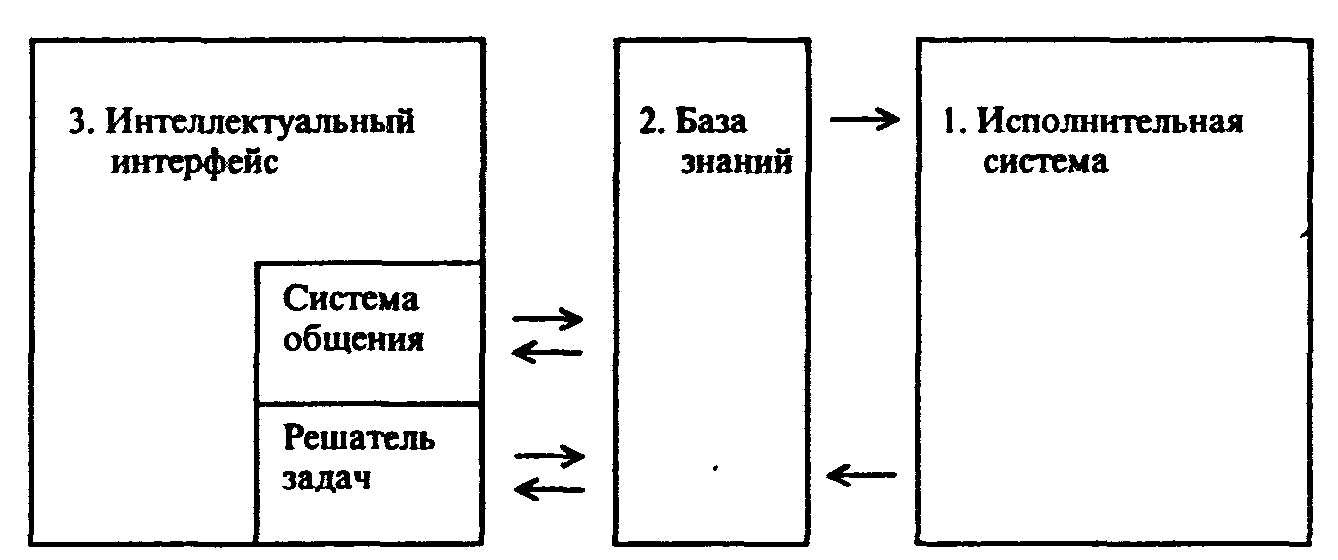 3. Интеллектуальный
интерфейс
Система
общения
Решатель
задач
2. База
знаний
1. Исполнительная
система